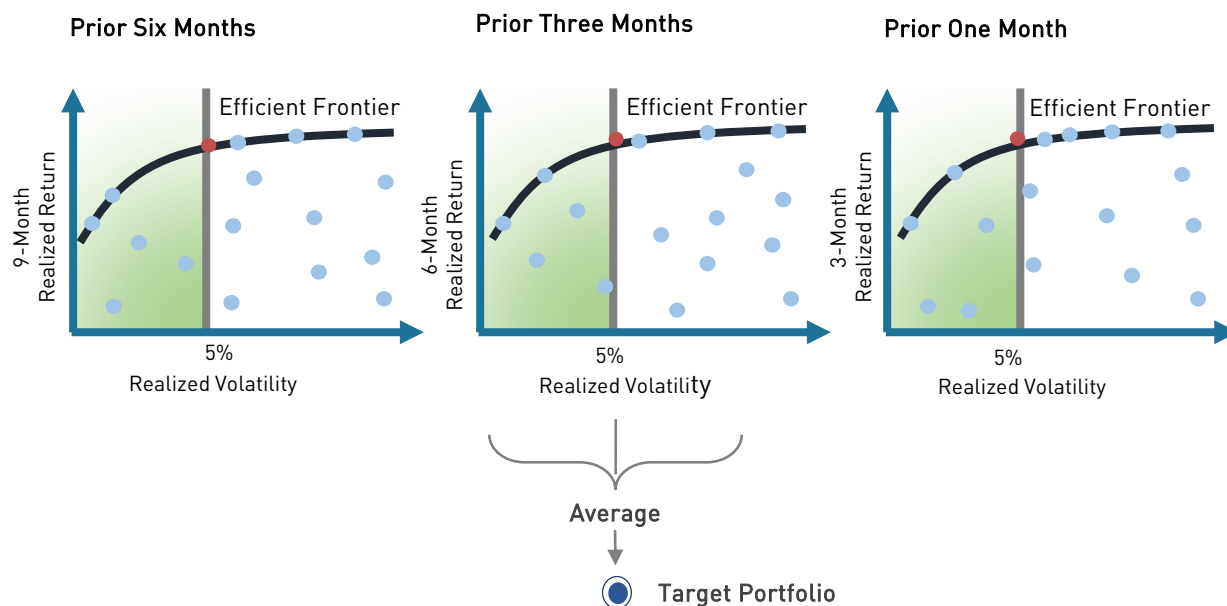 Prior Six Months
9-Month
Realized Return
Efficient Frontier
5%
Realized Volatility
Prior Three Months
6-Month
Realized Return
Efficient Frontier
5%
Realized Volatility
Prior One Month
3-Month
Realized Return
Efficient Frontier
5%
Realized Volatility
Average
Target Portfolio